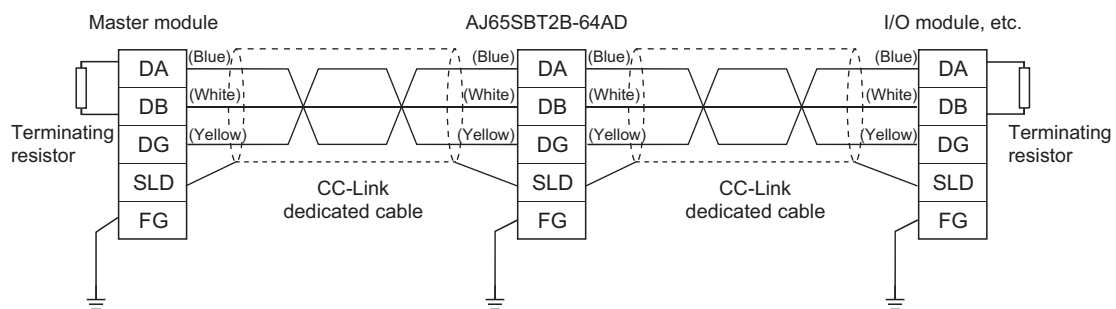 Master module
AJ65SBT2B-64AD
I/O module, etc.
(Blue)
(Blue)
(Blue)
(Blue)
DA
DA
DA
(White)
(White)
(White)
(White)
DB
DB
DB
(Yellow)
(Yellow)
(Yellow)
(Yellow)
DG
DG
DG
Terminating
resistor
Terminating
resistor
SLD
SLD
SLD
CC-Link
dedicated cable
CC-Link
dedicated cable
FG
FG
FG